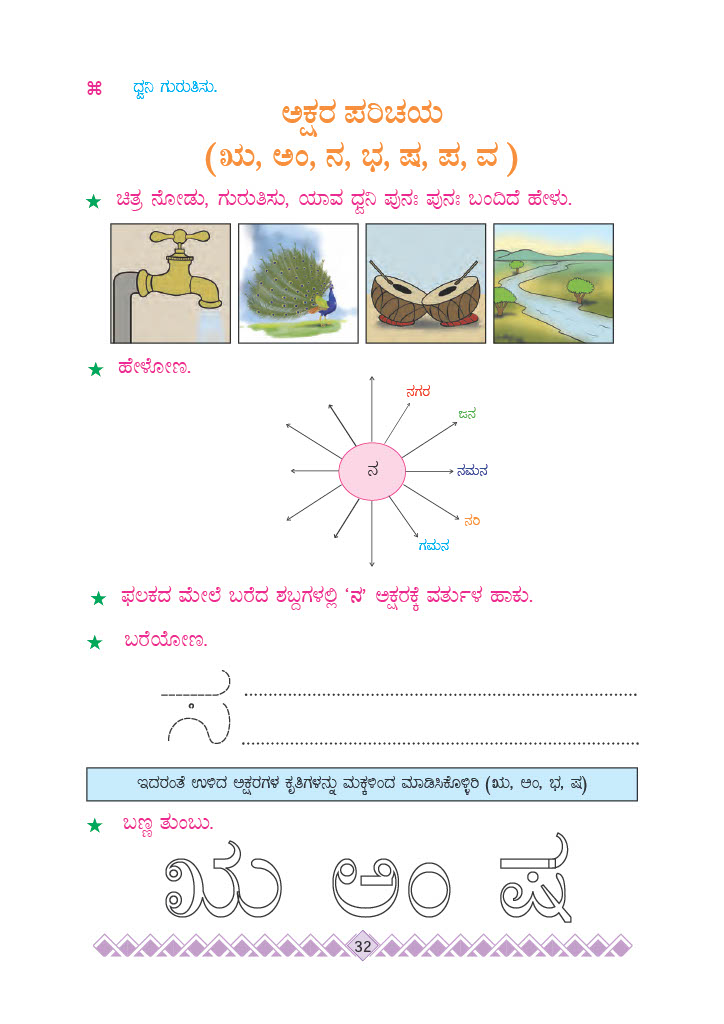 ⌘ ಧ್ವನಿ ಗುರುತಿಸು.
ಅಕ್ಷರ ಪರಿಚಯ
(ಋ, ಅಂ, ನ, ಭ, ಷ, ಪ, ವ )
★ ಚಿತ್ರ ನೋಡು, ಗುರುತಿಸು, ಯಾವ ಧ್ವನಿ ಪುನಃ ಪುನಃ ಬಂದಿದೆ ಹೇಳು.
★ ಹೇಳೋಣ.
ನಗರ
ಜನ
ನ
ನಮನ
ನರಿ
ಗಮನ
★ ಫಲಕದ ಮೇಲೆ ಬರೆದ ಶಬ್ದಗಳಲ್ಲಿ ‘ನ’ ಅಕ್ಷರಕ್ಕೆ ವರ್ತುಳ ಹಾಕು.
★ ಬರೆಯೋಣ.
ನ
ಇದರಂತೆ ಉಳಿದ ಅಕ್ಷರಗಳ ಕೃತಿಗಳನ್ನು ಮಕ್ಕಳಿಂದ ಮಾಡಿಸಿಕೊಳ್ಳಿರಿ (ಋ, ಅಂ, ಭ, ಷ)
★ ಬಣ್ಣ ತುಂಬು.
ಋ ಅಂ ಷ
32